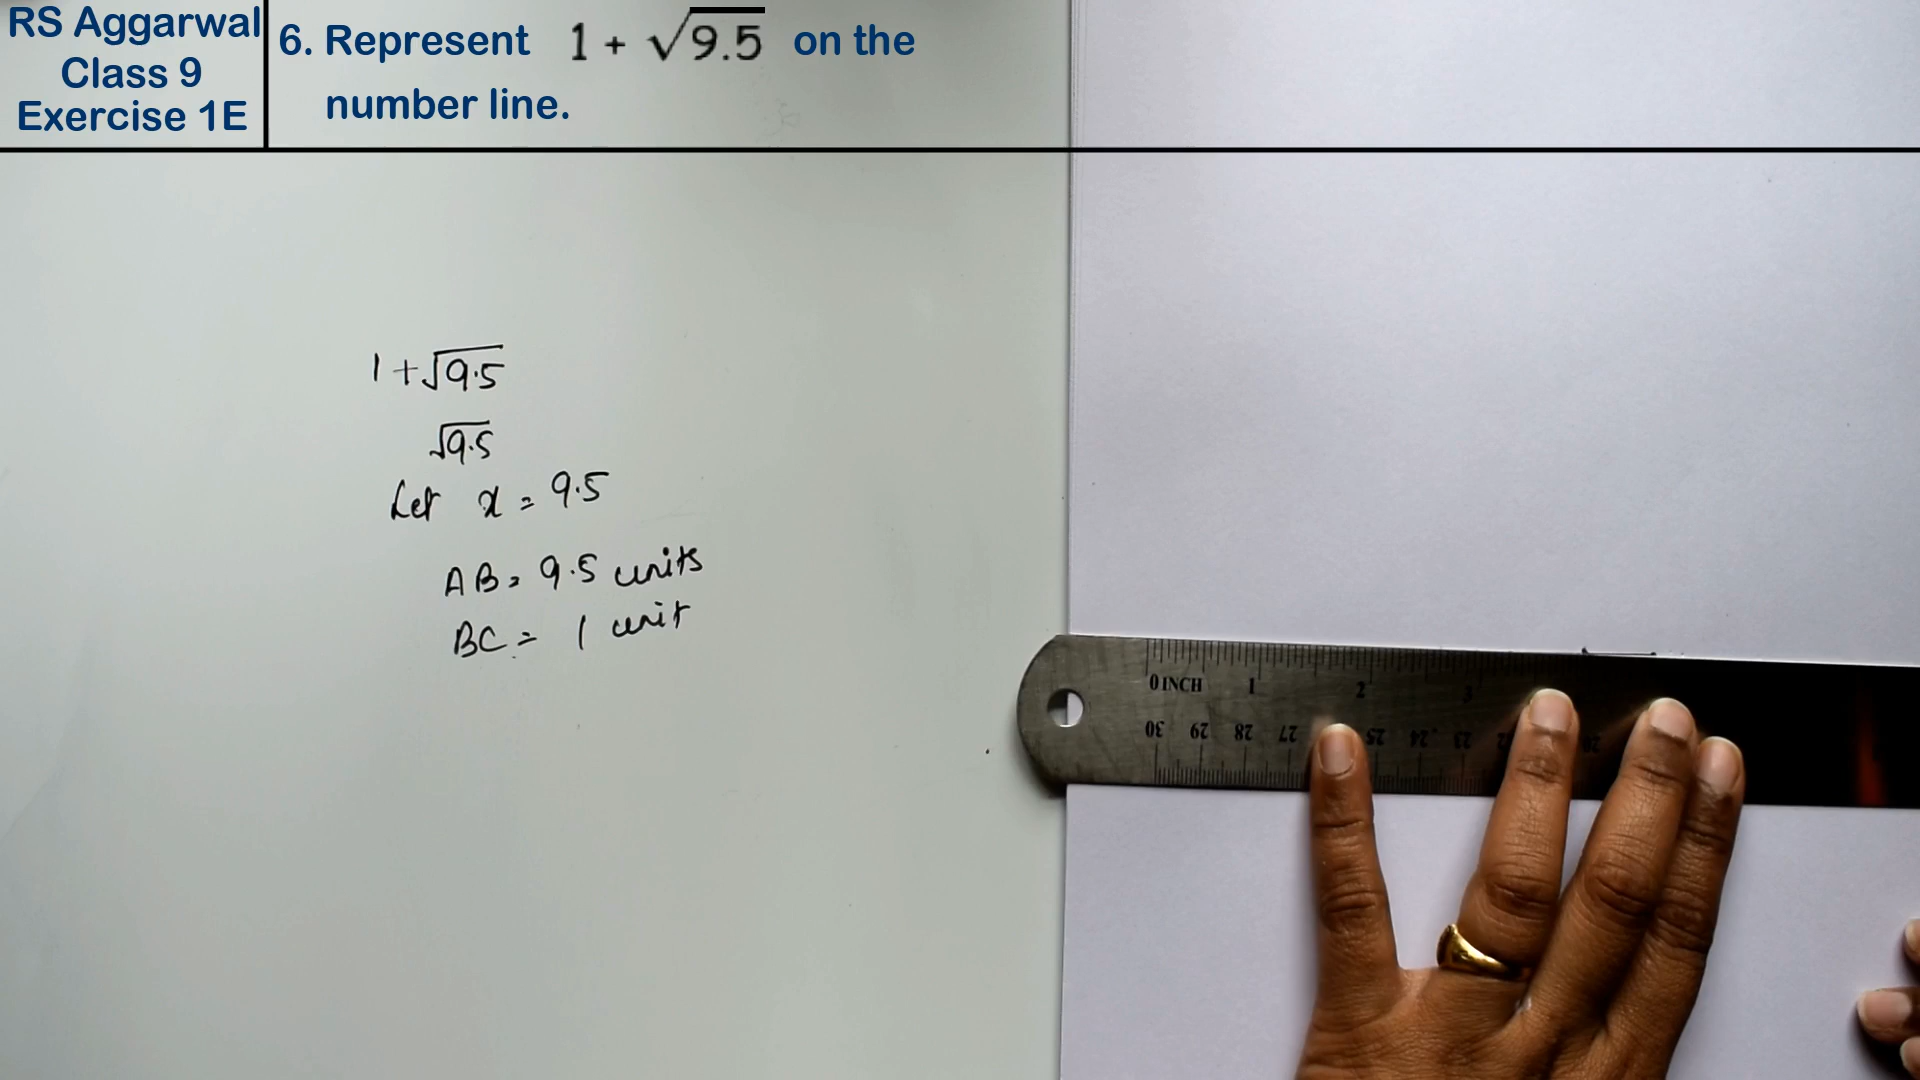 RS Aggarwal
Class 9
Exercise 1E
6. Represent 1 + √9.5 on the
number line.
1 + √9.5
√9.5
Let x = 9.5
AB = 9.5 units
BC = 1 unit
0 INCH 1 2 3
30 29 28 27 25 24 23 20